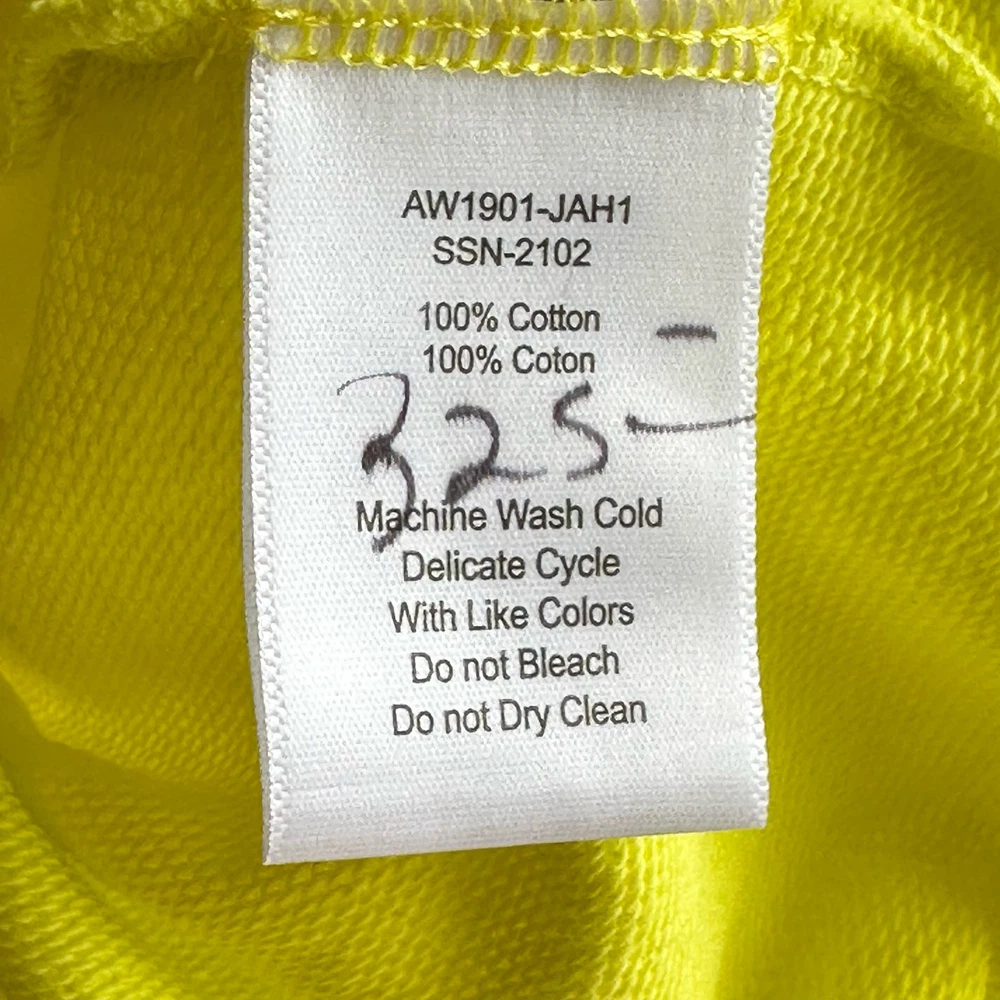 AW1901-JAH1
SSN-2102
100% Cotton
100% Coton
325-
Machine Wash Cold
Delicate Cycle
With Like Colors
Do not Bleach
Do not Dry Clean